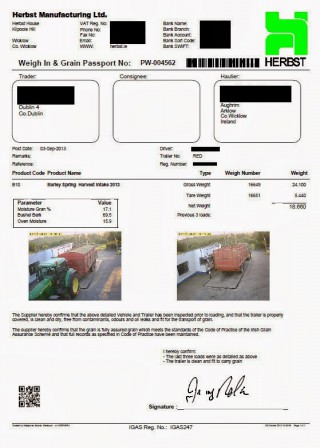 Herbst Manufacturing Ltd.
Herbst House
Kilpoole Hill
Wicklow
Co. Wicklow
VAT Reg. No:
Phone No:
Fax No:
Email:
WWW: herbst.ie
Bank Name:
Bank Branch:
Bank Account:
Bank Sort Code:
Bank SWIFT:
HERBST
Weigh In & Grain Passport No: PW-004562
Trader:
Dublin 4
Co.Dublin
Consignee:
Haulier:
Aughrim
Arklow
Co Wicklow
Ireland
Post Date: 03-Sep-2013
Remarks:
Reference:
Driver:
Trailer No: RED
Reg. Number:
Product Code Product Name Type Weigh Number Weight
B10 Barley Spring Harvest Intake 2013 Gross Weight 16649 24.100
Tare Weight 16651 5.440
Net Weight 18.660
Previous 3 loads:
Parameter Value
Moisture Grain % 17.1
Bushel Berb. 69.5
Oven Moisture 15.9
The Supplier hereby confirms that the above detailed Vehicle and Trailer has been inspected prior to loading, and that the trailer is properly
covered, is clean and dry, free from contaminants, odours and oil leaks and fit for the transport of grain.
The supplier hereby confirms that the grain is fully assured grain which meets the standards of the Code of Practice of the Irish Grain
Assurance Scheme and that full records as specified in Code of Practice have been maintained.
I hereby confirm:
- The last three loads were as detailed as above
- The trailer is clean and fit to carry grain
Signature :
IGAS Reg. No.: IGAS247